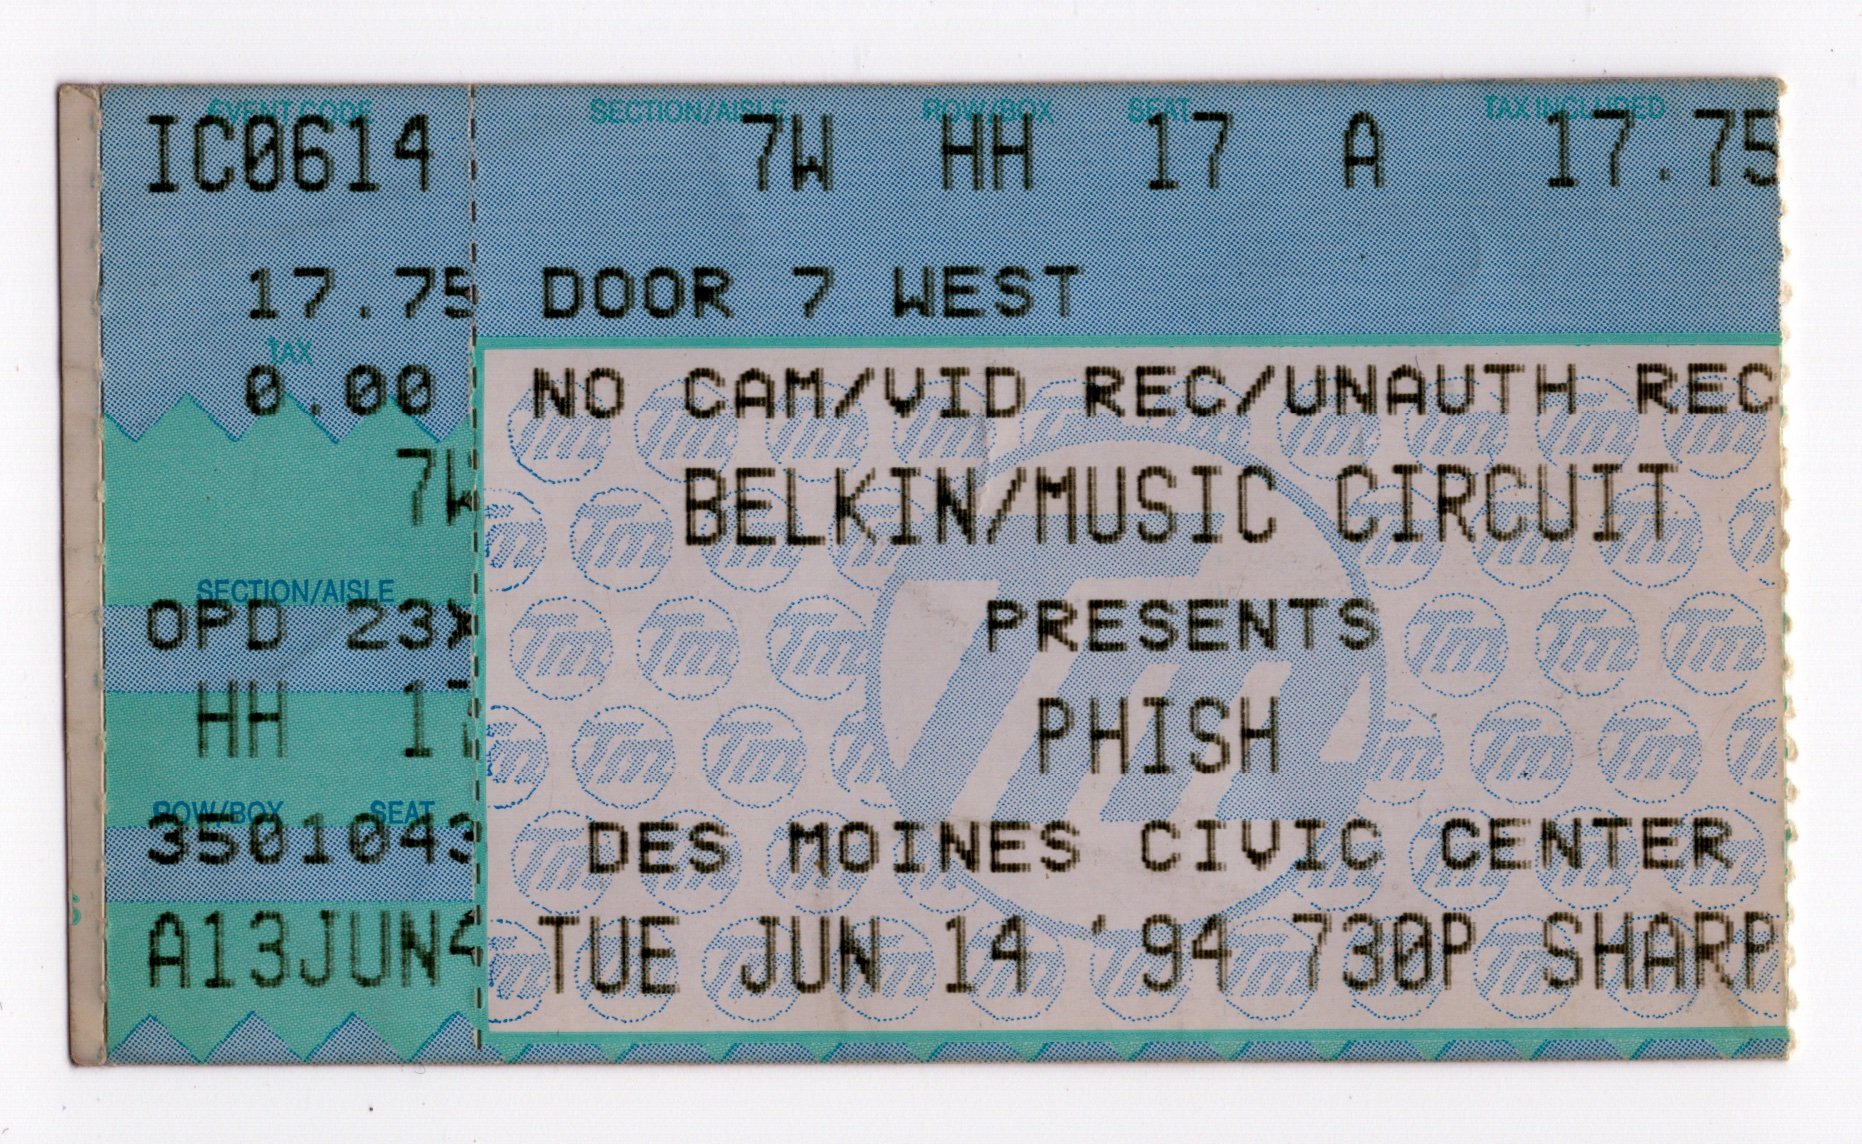 EVENT CODE
IC0614
17.75
TAX
0.00
7W
SECTION/AISLE
OPD 23X
HH 17
ROW/BOX SEAT
3501043
A13JUN4
SECTION/AISLE ROW/BOX SEAT TAX INCLUDED
7W HH 17 A 17.75
DOOR 7 WEST
NO CAM/VID REC/UNAUTH REC
BELKIN/MUSIC CIRCUIT
PRESENTS
PHISH
DES MOINES CIVIC CENTER
TUE JUN 14 '94 730P SHARP